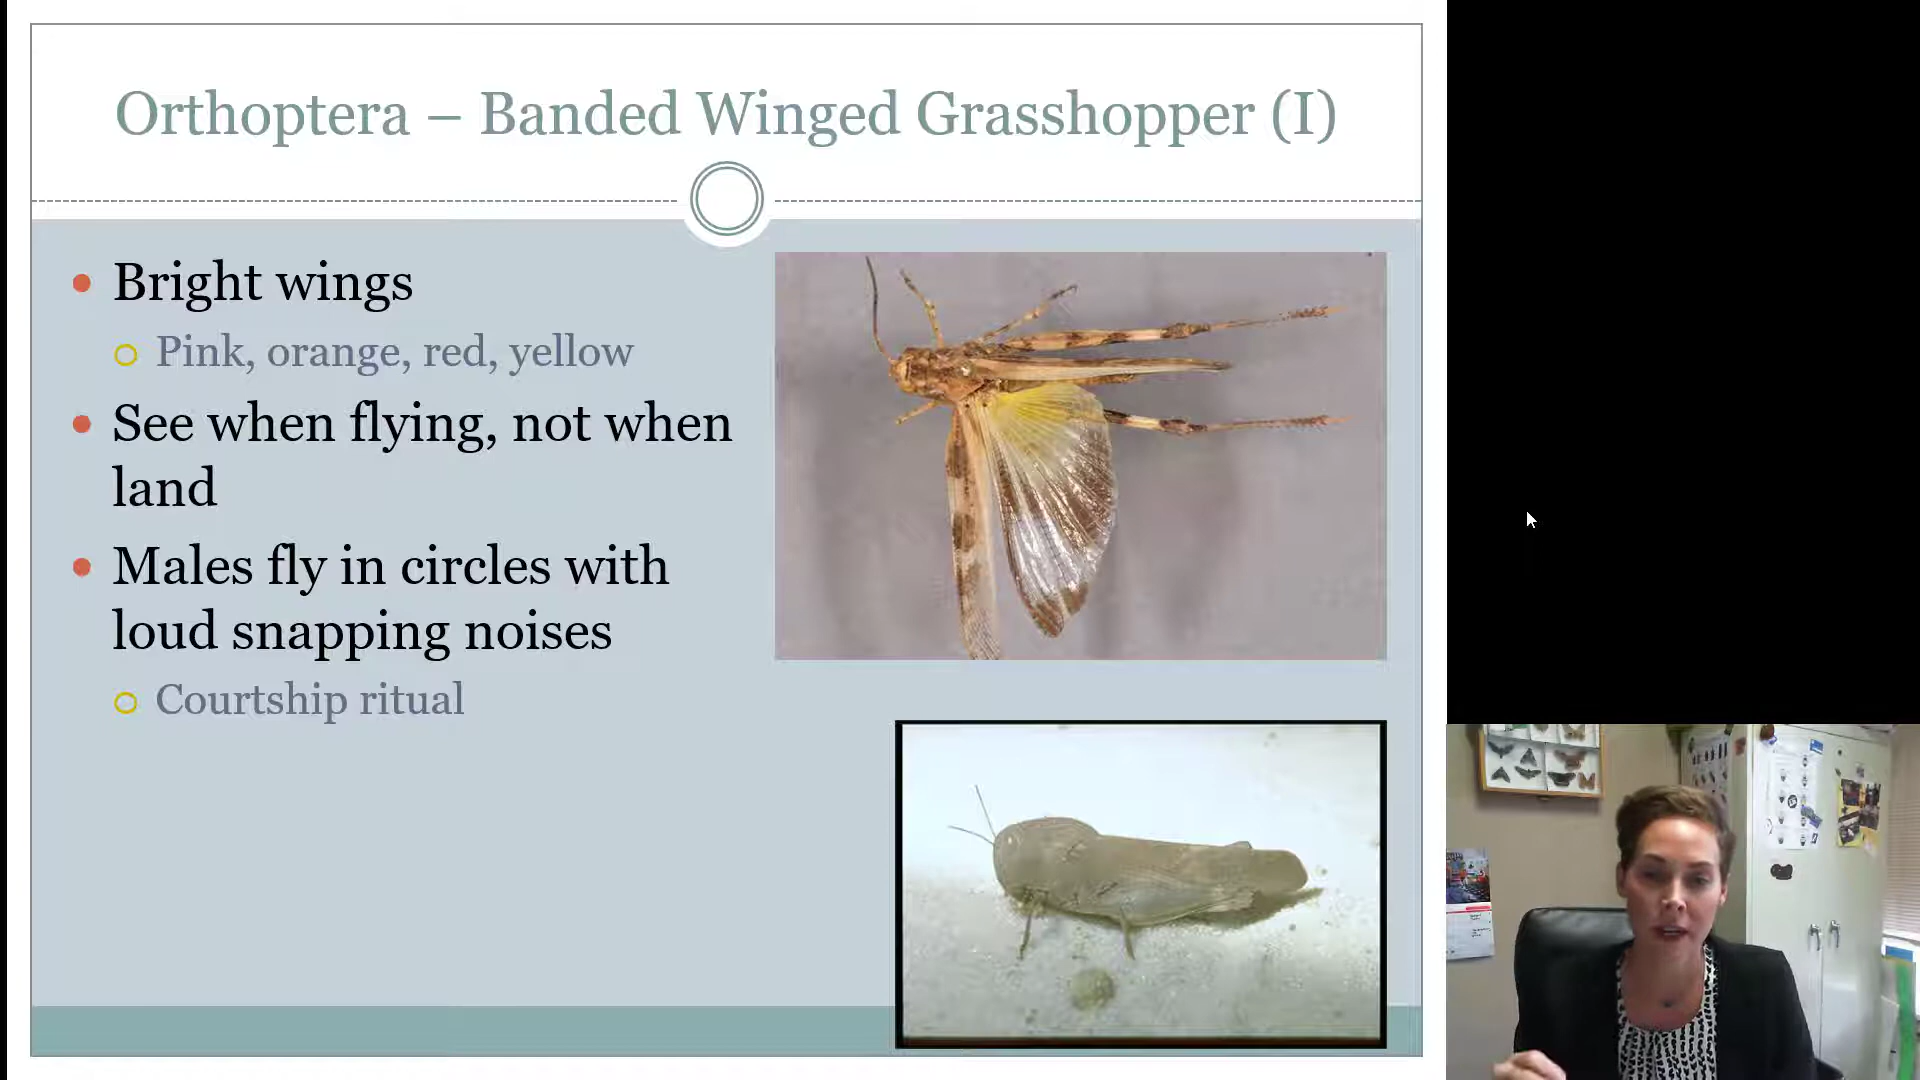 Orthoptera – Banded Winged Grasshopper (I)
Bright wings
Pink, orange, red, yellow
See when flying, not when
land
Males fly in circles with
loud snapping noises
Courtship ritual